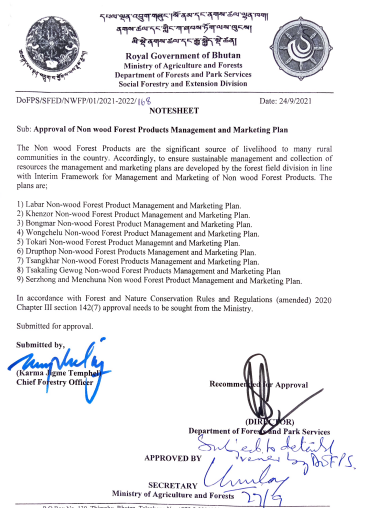 དཔལ་ལྡན་འབྲུག་གཞུང་། སོ་ནམ་དང་ནགས་ཚལ་ལྷན་ཁག།
Royal Government of Bhutan
Ministry of Agriculture and Forests
Department of Forests and Park Services
Social Forestry and Extension Division
DoFPS/SFED/NWFP/01/2021-2022/168
Date: 24/9/2021
NOTESHEET
Sub: Approval of Non wood Forest Products Management and Marketing Plan
The Non wood Forest Products are the significant source of livelihood to many rural
communities in the country. Accordingly, to ensure sustainable management and collection of
resources the management and marketing plans are developed by the forest field division in line
with Interim Framework for Management and Marketing of Non wood Forest Products. The
plans are;
1) Labar Non-wood Forest Product Management and Marketing Plan.
2) Khenzor Non-wood Forest Product Management and Marketing Plan.
3) Bongmar Non-wood Forest Product Management and Marketing Plan.
4) Wongchelu Non-wood Forest Product Management and Marketing Plan.
5) Tokari Non-wood Forest Product Managemnt and Marketing Plan.
6) Drupthop Non-wood Forest Product Management and Marketing Plan.
7) Tsangkhar Non-wood Forest Product Management and Marketing Plan.
8) Tsakaling Gewog Non-wood Forest Products Management and Marketing Plan
9) Serzhong and Menchuna Non-wood Forest Product Management and Marketing Plan.
In accordance with Forest and Nature Conservation Rules and Regulations (amended) 2020
Chapter III section 142(7) approval needs to be sought from the Ministry.
Submitted for approval.
Submitted by,
(Karma Jigme Temphel)
Chief Forestry Officer
Recommended for Approval
(DIRECTOR)
Department of Forests and Park Services
Subject to detail
review by DoFPS.
APPROVED BY
SECRETARY
Ministry of Agriculture and Forests
27/9